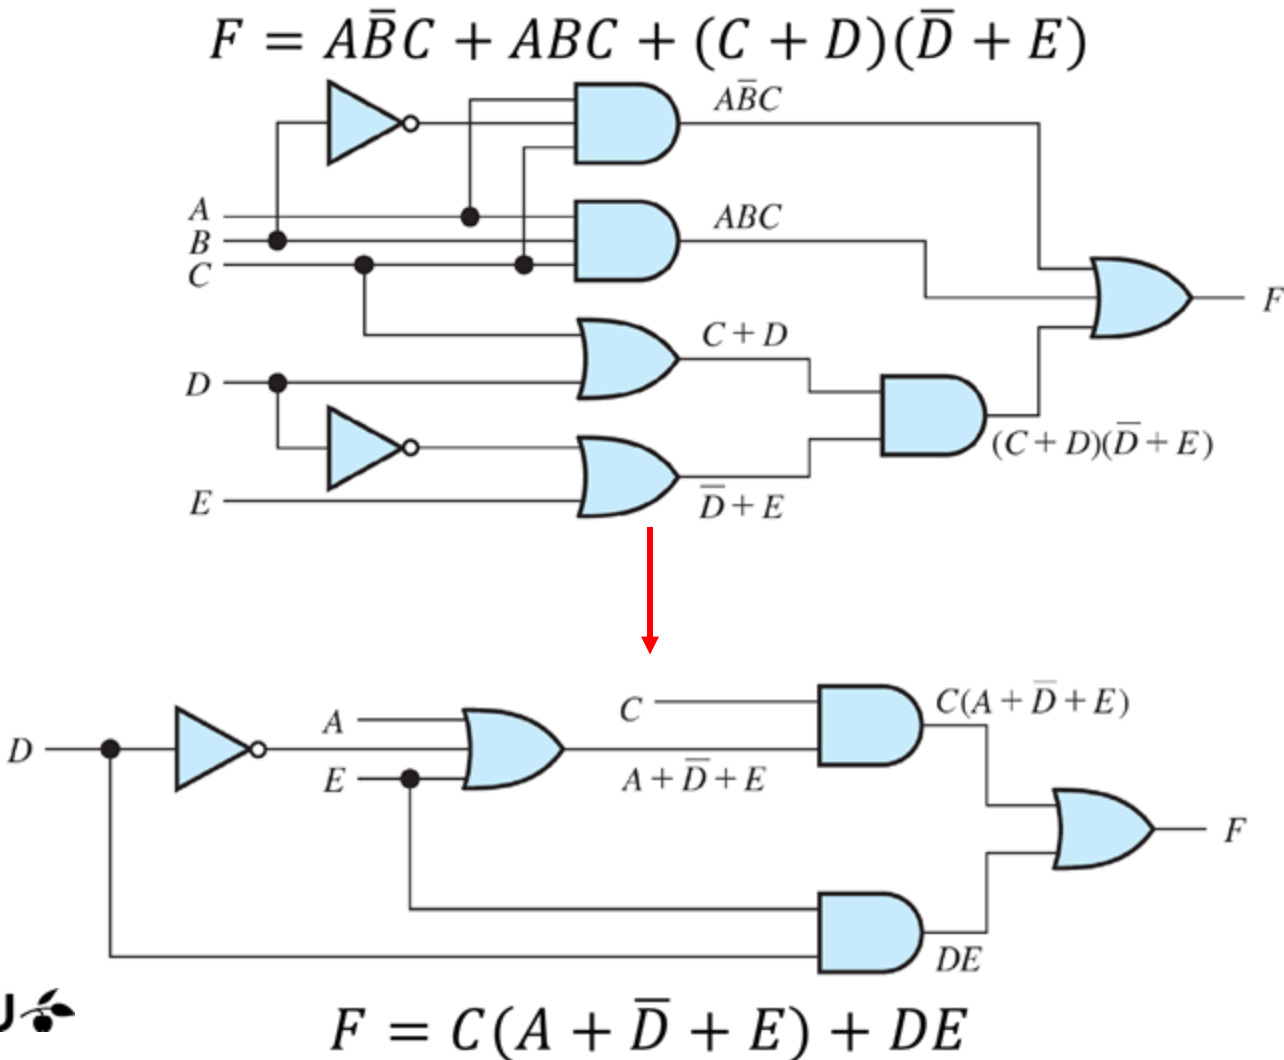 F = AB̅C + ABC + (C + D)(D̅ + E)
AB̅C
A
B
C
ABC
F
C + D
D
(C + D)(D̅ + E)
E
D̅ + E
C
C(A + D̅ + E)
A
D
E
A + D̅ + E
F
DE
U
F = C(A + D̅ + E) + DE